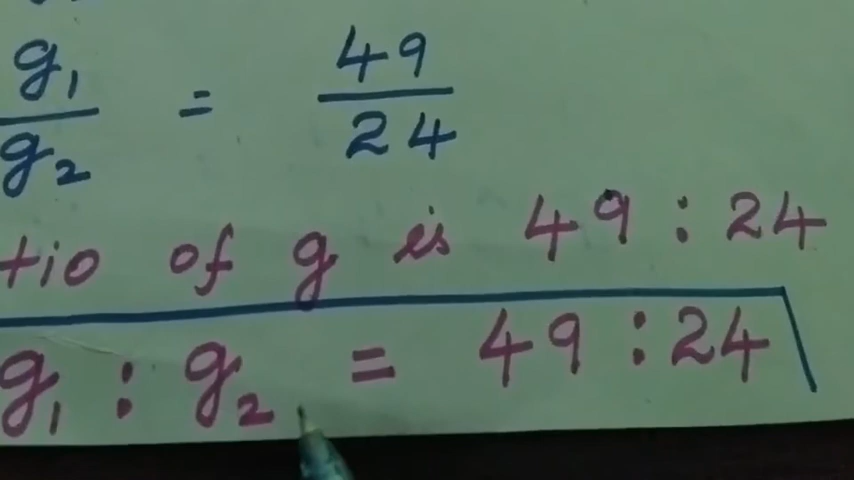 g₁/g₂ = 49/24
tio of g is 49 : 24
g₁ : g₂ = 49 : 24